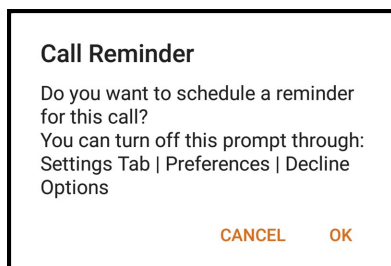 Call Reminder
Do you want to schedule a reminder
for this call?
You can turn off this prompt through:
Settings Tab | Preferences | Decline
Options
CANCEL OK